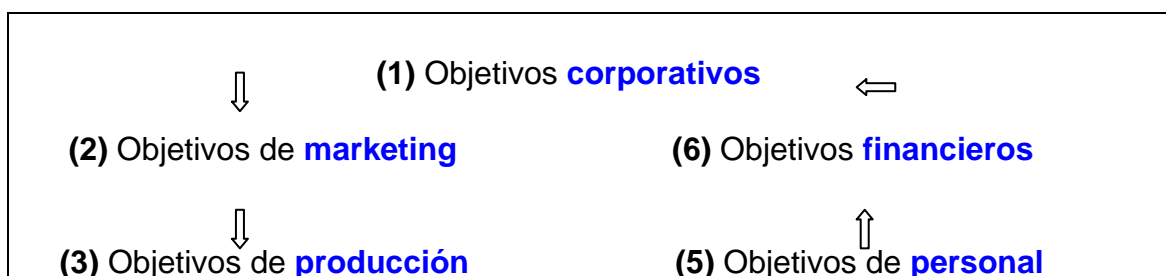 (1) Objetivos corporativos
(2) Objetivos de marketing (6) Objetivos financieros
(3) Objetivos de producción (5) Objetivos de personal